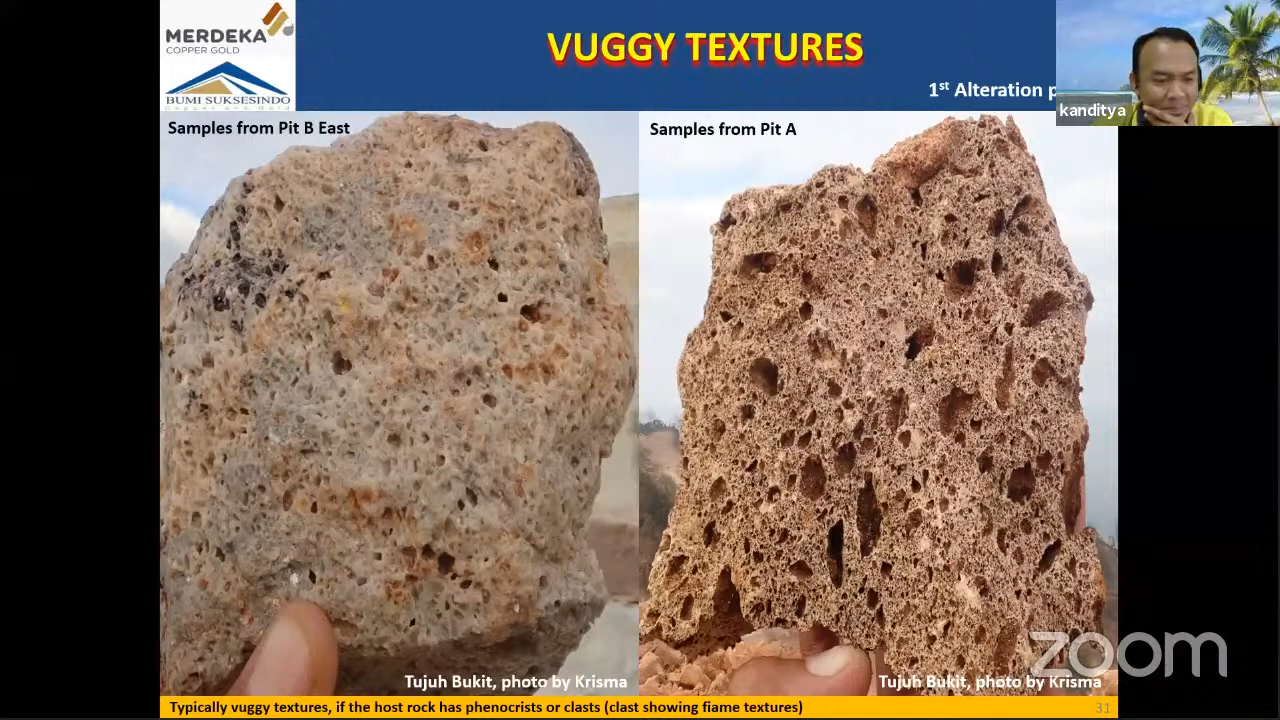 MERDEKA
COPPER GOLD
BUMI SUKSESINDO
VUGGY TEXTURES
1st Alteration
kanditya
Samples from Pit B East
Samples from Pit A
Tujuh Bukit, photo by Krisma
Tujuh Bukit, photo by Krisma
zoom
Typically vuggy textures, if the host rock has phenocrists or clasts (clast showing fiame textures)
31